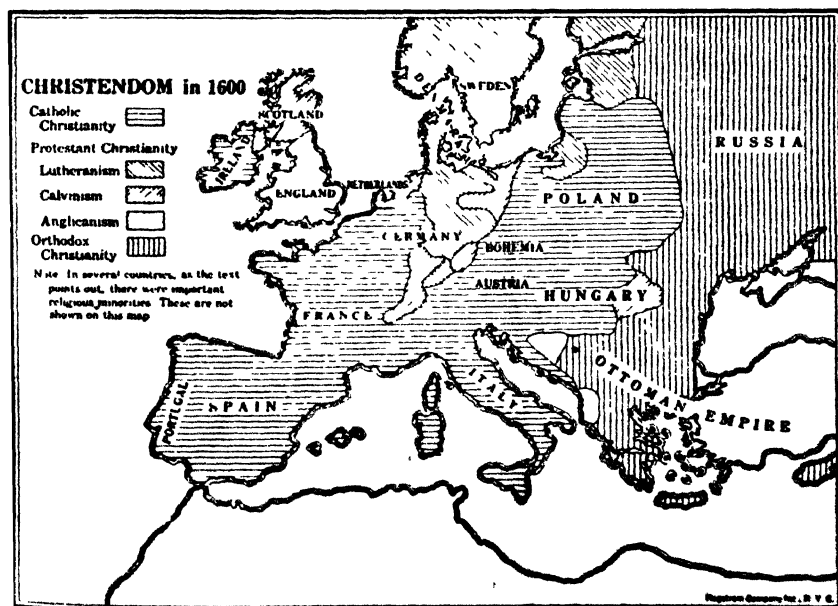 CHRISTENDOM in 1600
Catholic
Christianity
Protestant Christianity
Lutheranism
Calvinism
Anglicanism
Orthodox
Christianity
Note In several countries, as the text
points out, there were important
religious minorities These are not
shown on this map
SCOTLAND
IRELAND
ENGLAND
NETHERLANDS
SWEDEN
RUSSIA
POLAND
GERMANY
BOHEMIA
AUSTRIA
HUNGARY
FRANCE
ITALY
OTTOMAN EMPIRE
PORTUGAL
SPAIN